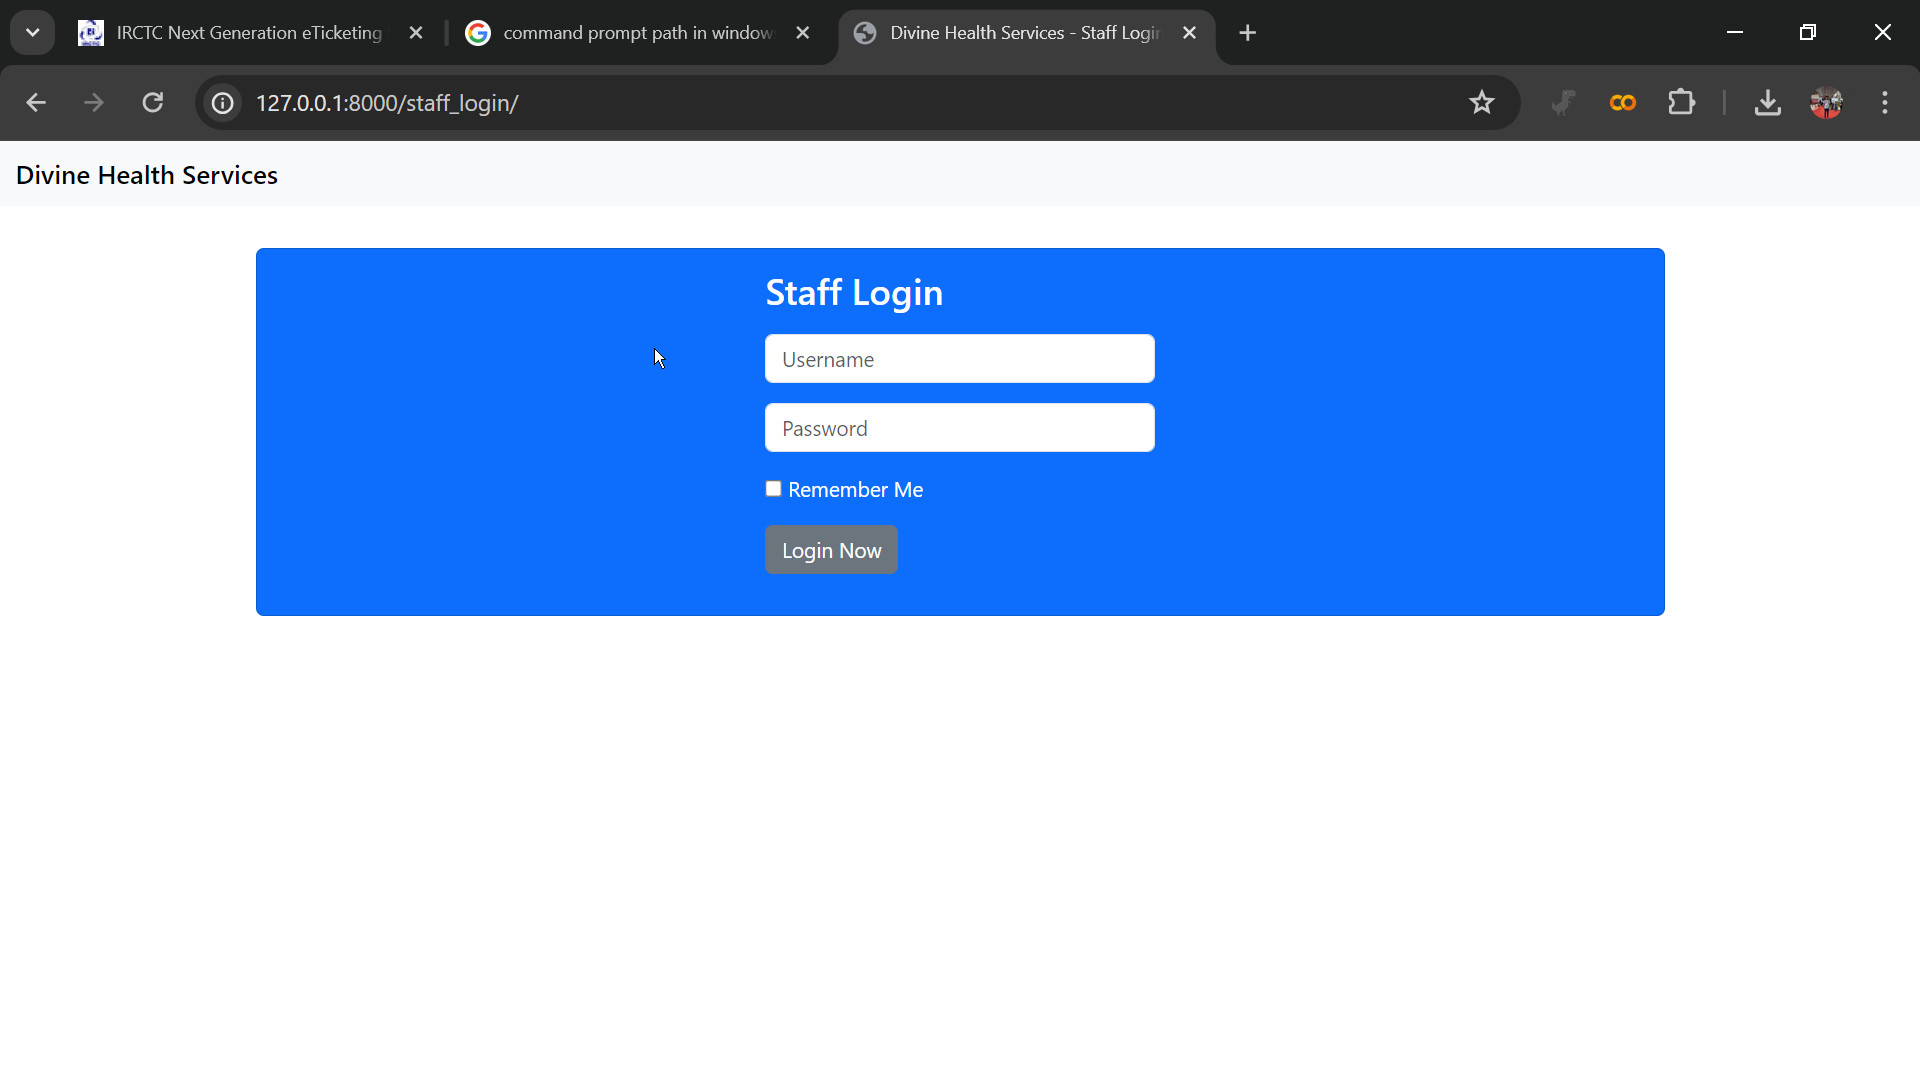 IRCTC Next Generation eTicketing
command prompt path in window
Divine Health Services - Staff Login
127.0.0.1:8000/staff_login/
Divine Health Services
Staff Login
Username
Password
Remember Me
Login Now